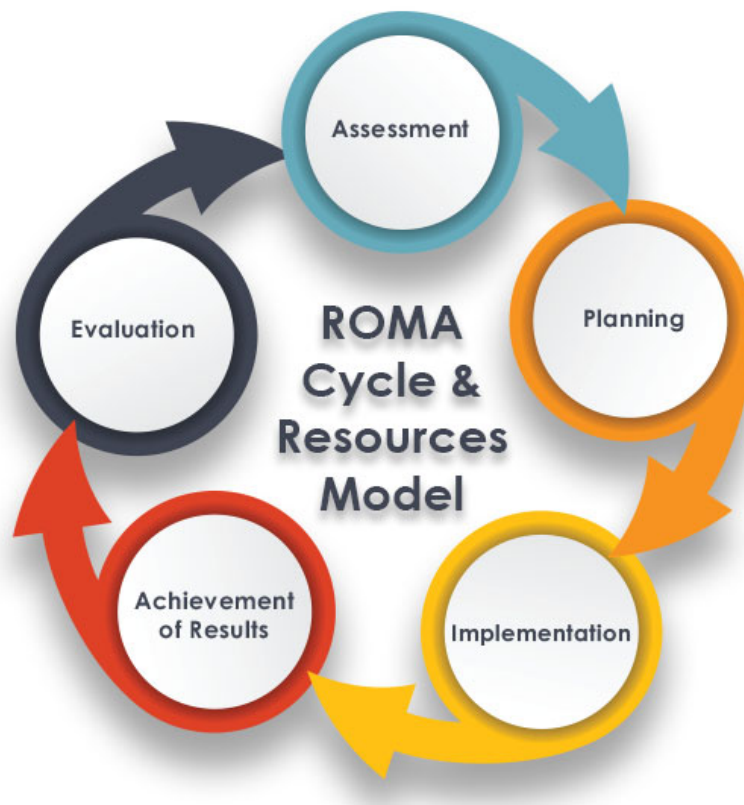 Assessment
Planning
Implementation
Achievement
of Results
Evaluation
ROMA
Cycle &
Resources
Model